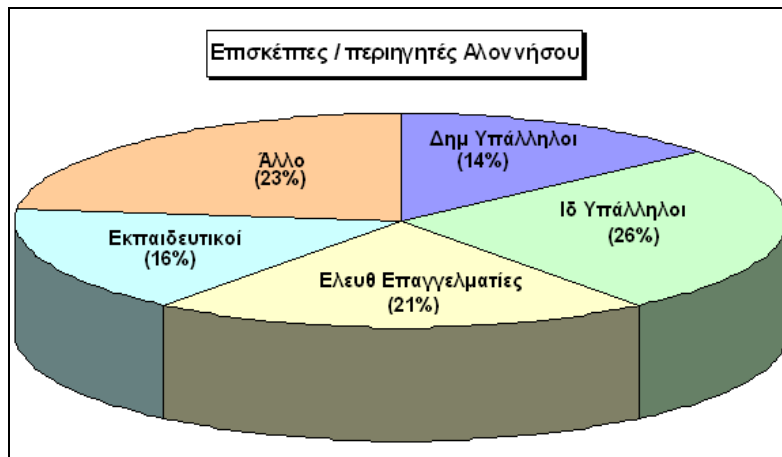 Επισκέπτες / περιηγητές Αλοννήσου
Δημ Υπάλληλοι
(14%)
Άλλο
(23%)
Ιδ Υπάλληλοι
(26%)
Εκπαιδευτικοί
(16%)
Ελευθ Επαγγελματίες
(21%)